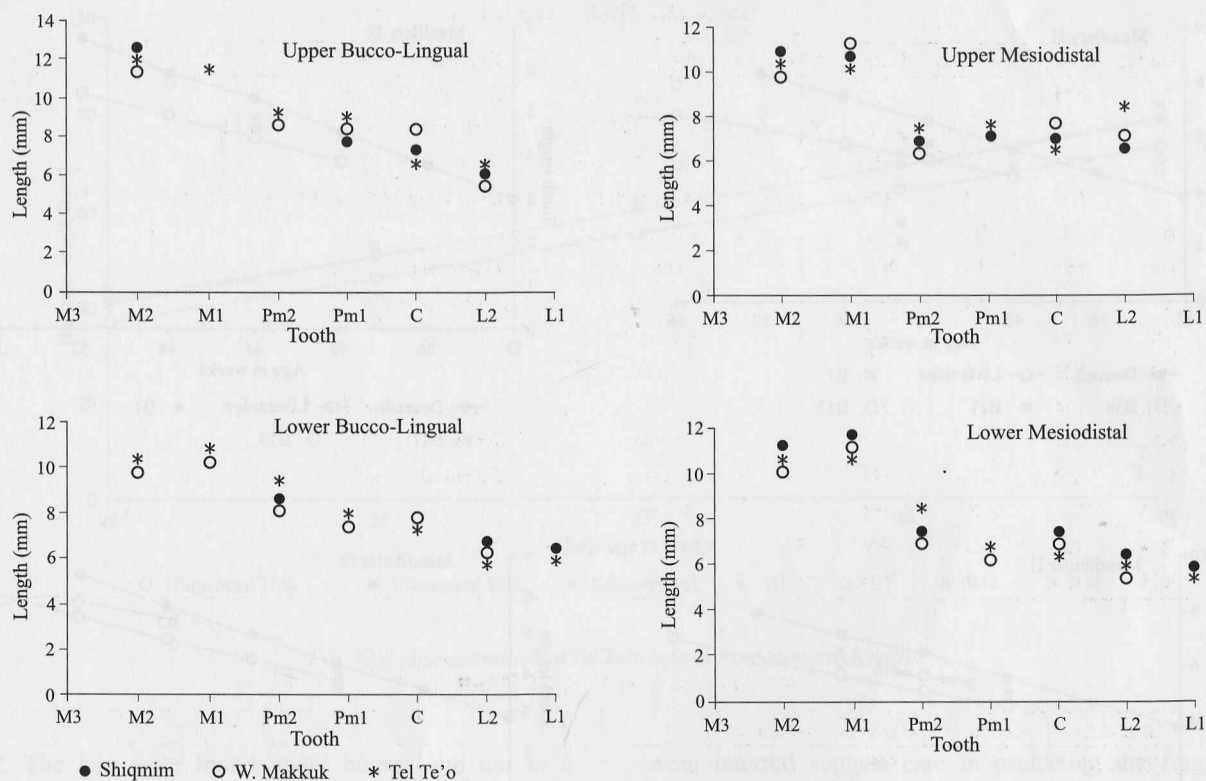 Upper Bucco-Lingual
Length (mm)
14
12
10
8
6
4
2
0
M3 M2 M1 Pm2 Pm1 C L2 L1
Tooth
Upper Mesiodistal
Length (mm)
12
10
8
6
4
2
0
M3 M2 M1 Pm2 Pm1 C L2 L1
Tooth
Lower Bucco-Lingual
Length (mm)
12
10
8
6
4
2
0
M3 M2 M1 Pm2 Pm1 C L2 L1
Tooth
Lower Mesiodistal
Length (mm)
12
10
8
6
4
2
0
M3 M2 M1 Pm2 Pm1 C L2 L1
Tooth
● Shiqmim ○ W. Makkuk * Tel Te'o